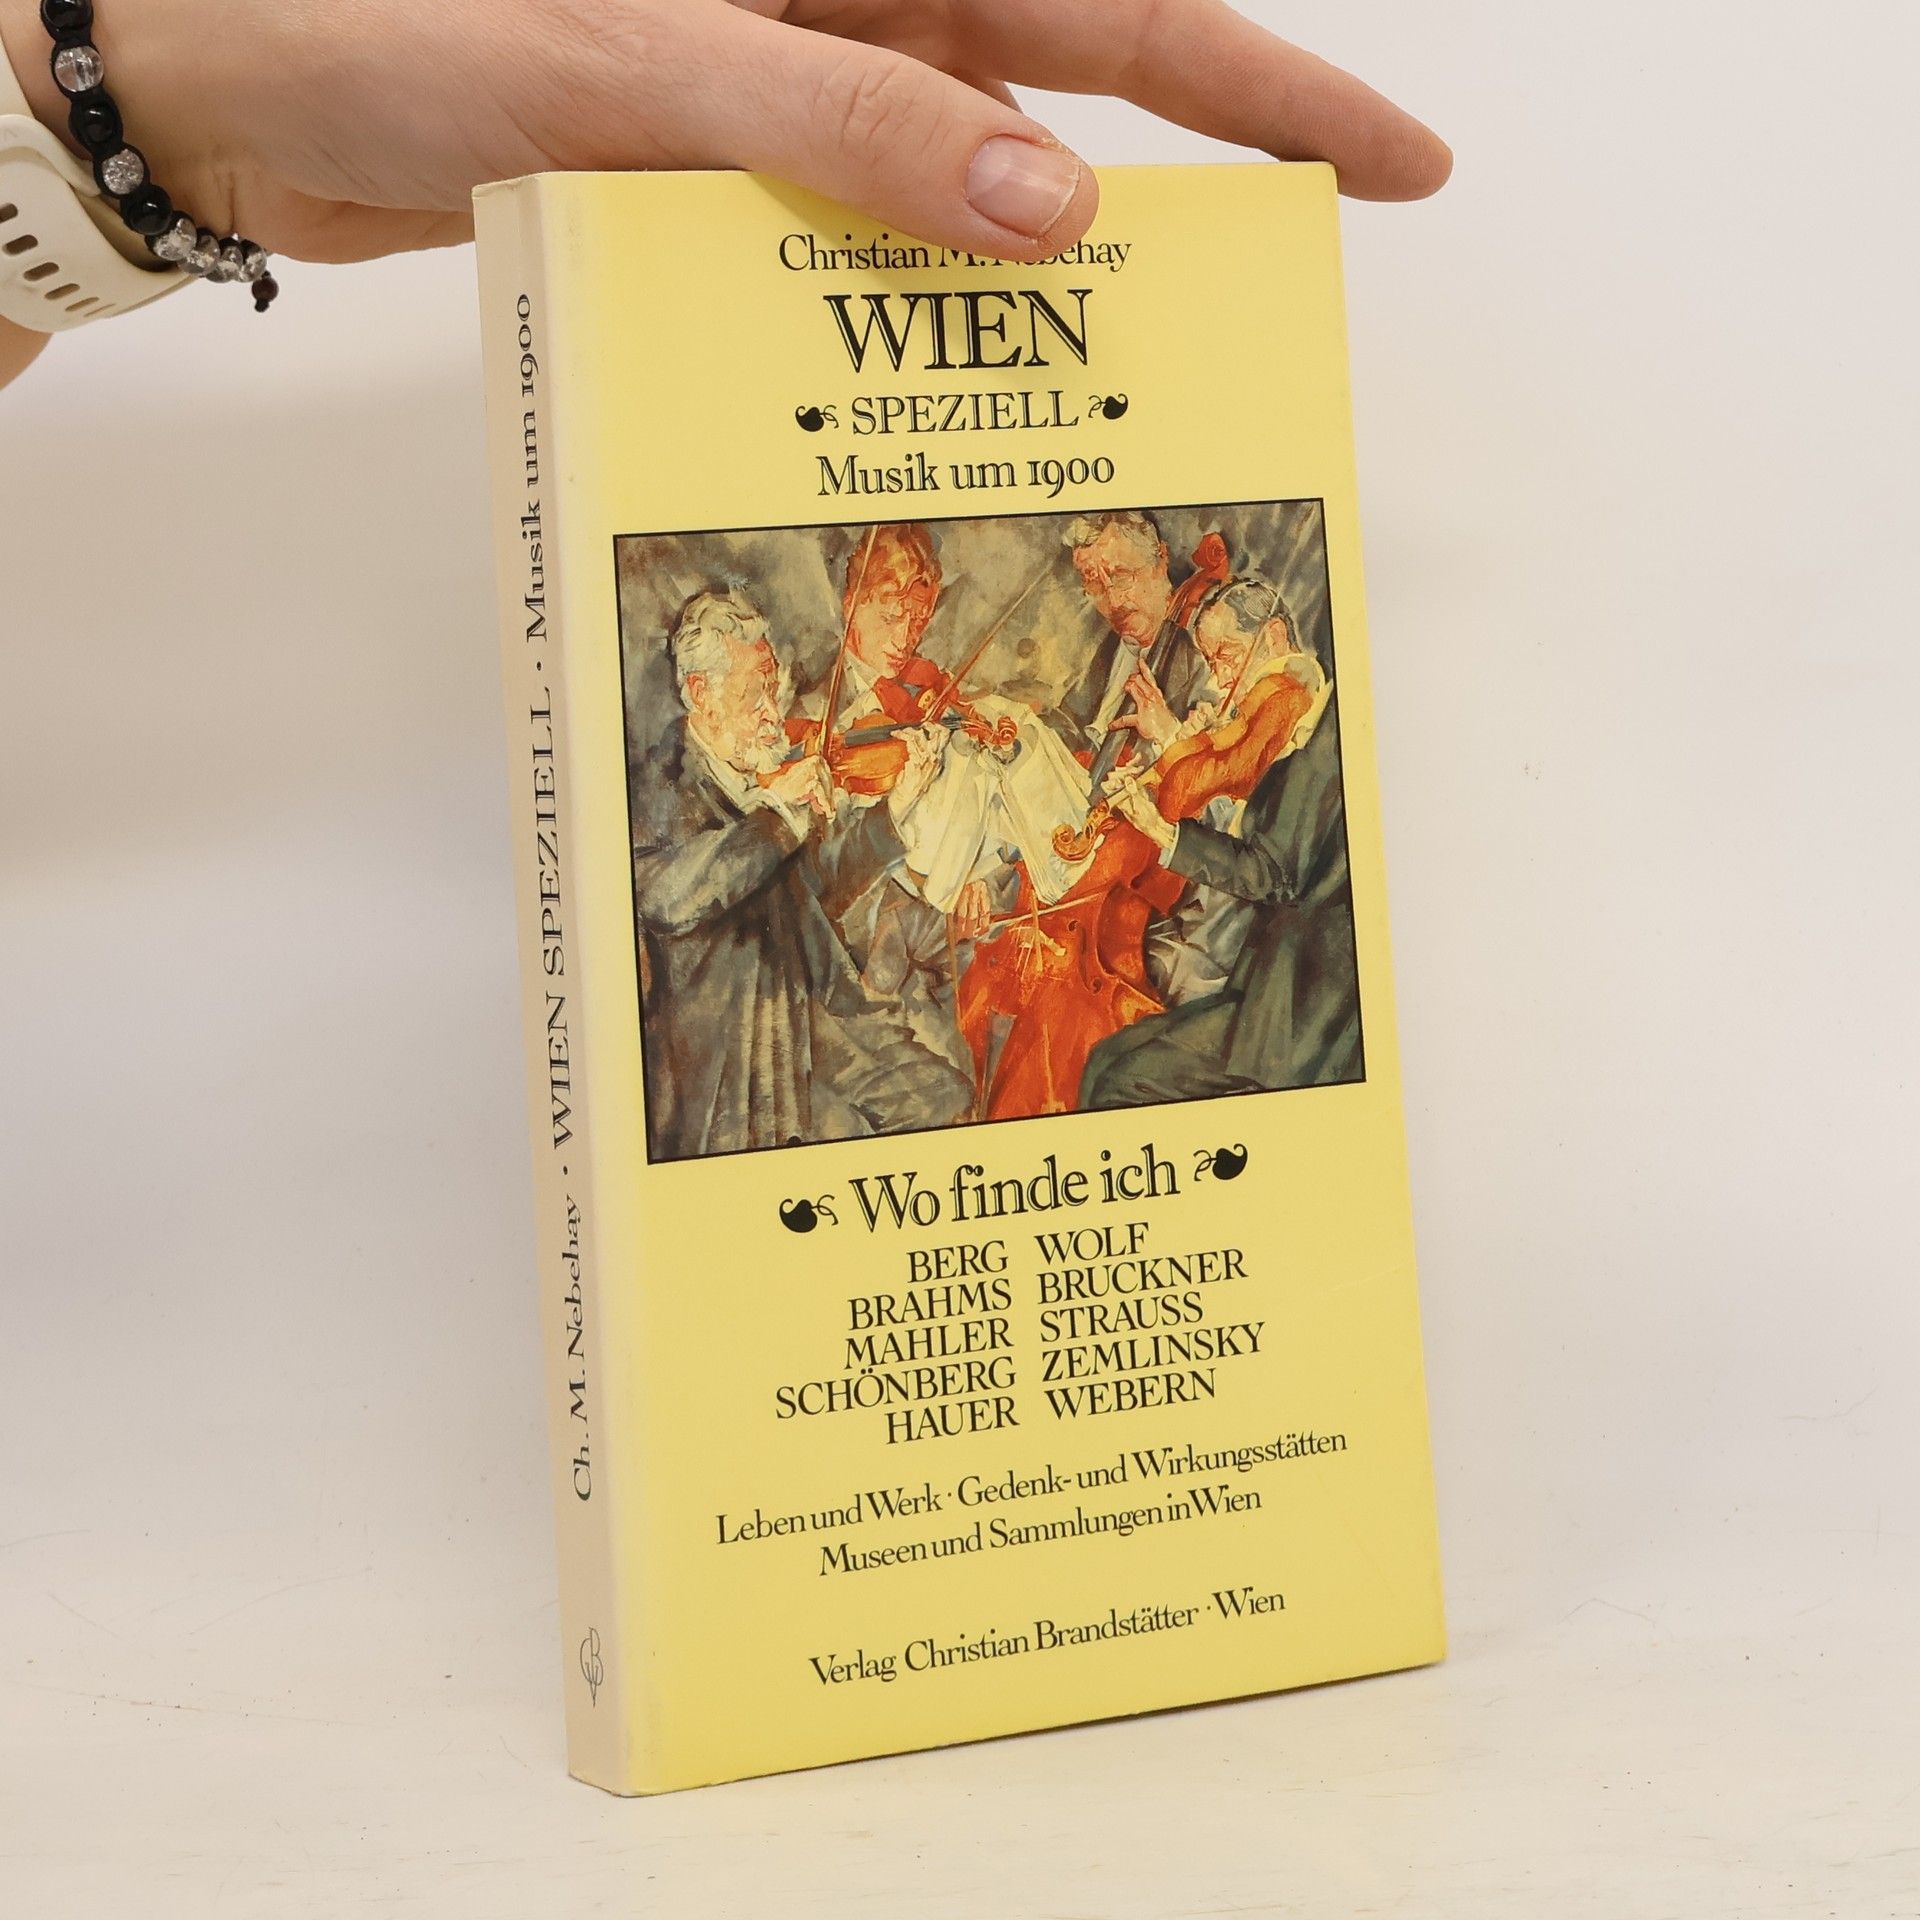 Christian M. Nebehay
WIEN
SPEZIELL
Musik um 1900
Wo finde ich
BERG WOLF
BRAHMS BRUCKNER
MAHLER STRAUSS
SCHÖNBERG ZEMLINSKY
HAUER WEBERN
Leben und Werk · Gedenk- und Wirkungsstätten
Museen und Sammlungen in Wien
Verlag Christian Brandstätter · Wien
Ch. M. Nebehay · WIEN SPEZIELL · Musik um 1900